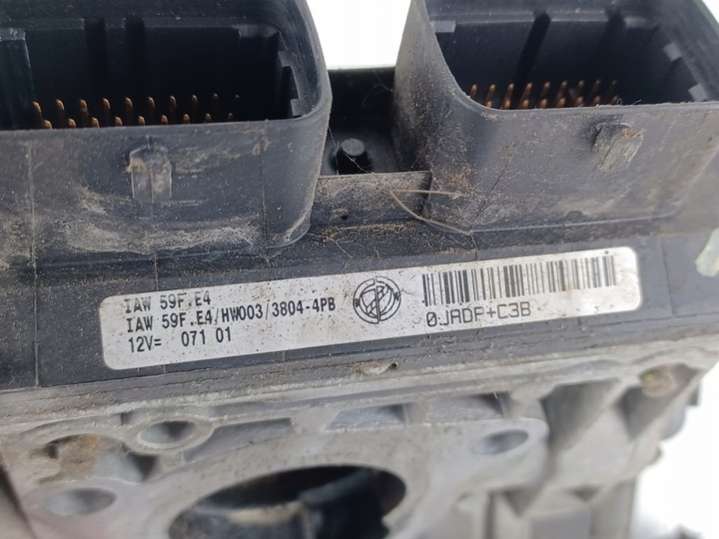 IAW 59F.E4
IAW 59F.E4/HW003/3804-4PB
12V= 071 01
0JADP+C3B